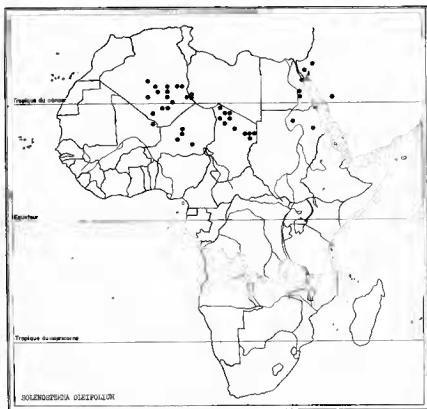 Tropique du cancer
Equateur
Tropique du capricorne
SOLENOSTEMMA OLEIFOLIUM